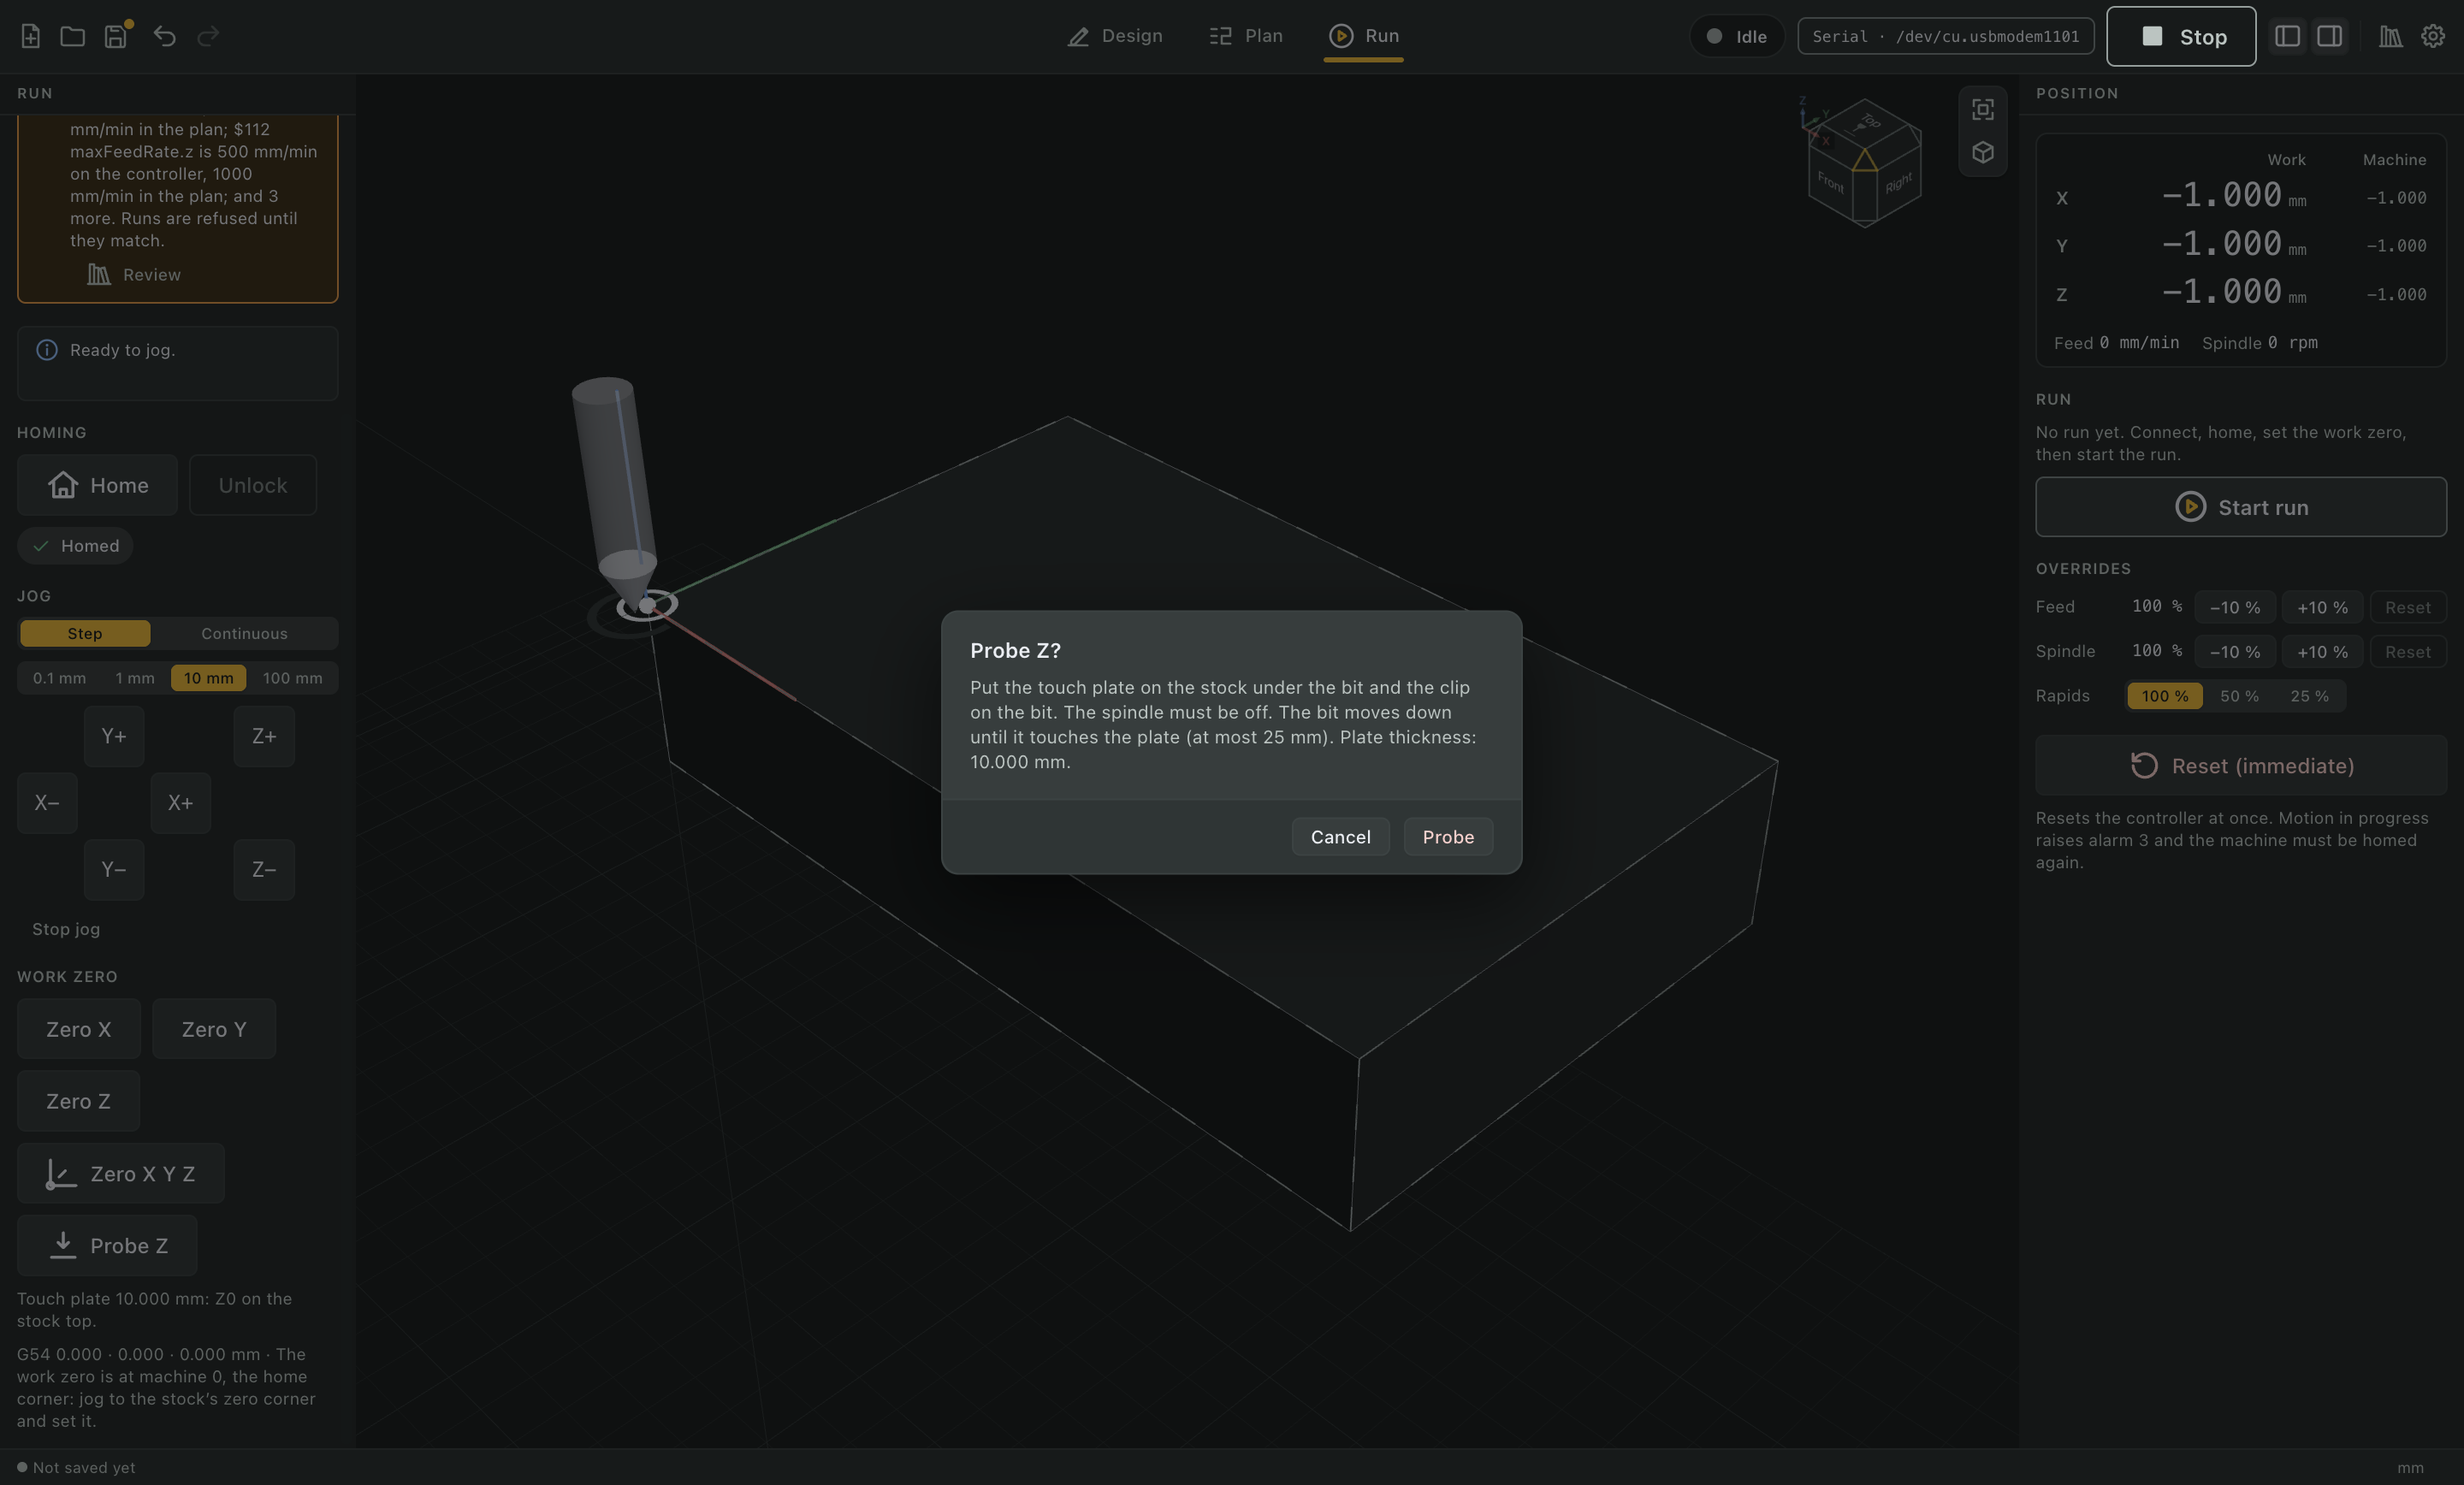 Design
Plan
Run
Idle
Serial · /dev/cu.usbmodem1101
Stop
RUN
mm/min in the plan; $112
maxFeedRate.z is 500 mm/min
on the controller, 1000
mm/min in the plan; and 3
more. Runs are refused until
they match.
Review
Ready to jog.
HOMING
Home
Unlock
Homed
JOG
Step
Continuous
0.1 mm
1 mm
10 mm
100 mm
Y+
Z+
X−
X+
Y−
Z−
Stop jog
WORK ZERO
Zero X
Zero Y
Zero Z
Zero X Y Z
Probe Z
Touch plate 10.000 mm: Z0 on the
stock top.
G54 0.000 · 0.000 · 0.000 mm · The
work zero is at machine 0, the home
corner: jog to the stock’s zero corner
and set it.
Z
Y
X
Top
Front
Right
Probe Z?
Put the touch plate on the stock under the bit and the clip
on the bit. The spindle must be off. The bit moves down
until it touches the plate (at most 25 mm). Plate thickness:
10.000 mm.
Cancel
Probe
POSITION
Work
Machine
X −1.000 mm −1.000
Y −1.000 mm −1.000
Z −1.000 mm −1.000
Feed 0 mm/min Spindle 0 rpm
RUN
No run yet. Connect, home, set the work zero,
then start the run.
Start run
OVERRIDES
Feed 100 % −10 % +10 % Reset
Spindle 100 % −10 % +10 % Reset
Rapids 100 % 50 % 25 %
Reset (immediate)
Resets the controller at once. Motion in progress
raises alarm 3 and the machine must be homed
again.
Not saved yet
mm